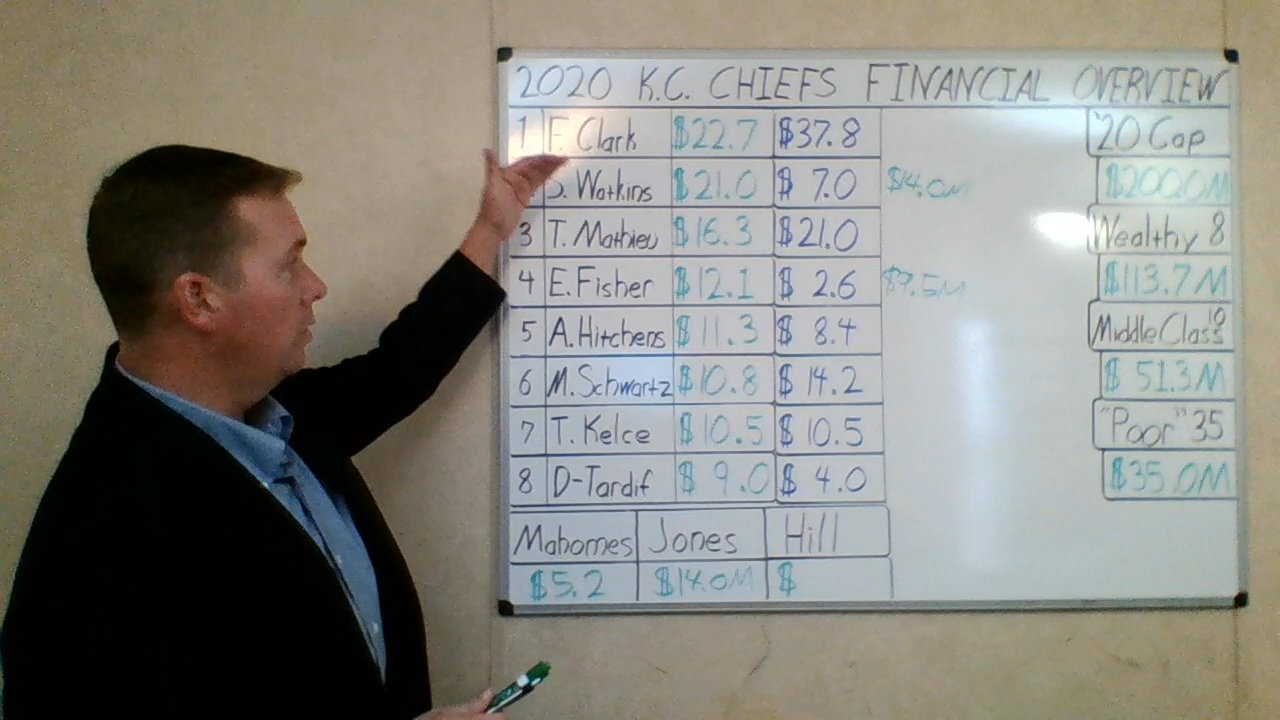 2020 K.C. CHIEFS FINANCIAL OVERVIEW
1 F. Clark $22.7 $37.8
S. Watkins $21.0 $ 7.0 $14.0M
3 T. Mathieu $16.3 $21.0
4 E. Fisher $12.1 $ 2.6 $9.5M
5 A. Hitchens $11.3 $ 8.4
6 M. Schwartz $10.8 $14.2
7 T. Kelce $10.5 $10.5
8 D-Tardif $ 9.0 $ 4.0
Mahomes Jones Hill
$5.2 $14.0M $
'20 Cap
$200.0M
Wealthy 8
$113.7M
Middle Class 10
$ 51.3M
"Poor" 35
$35.0M